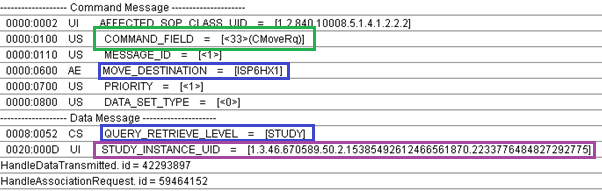 ------------------ Command Message --------------------
0000:0002 UI AFFECTED_SOP_CLASS_UID = [1.2.840.10008.5.1.4.1.2.2.2]
0000:0100 US COMMAND_FIELD = [<33>(CMoveRq)]
0000:0110 US MESSAGE_ID = [<1>]
0000:0600 AE MOVE_DESTINATION = [ISP6HX1]
0000:0700 US PRIORITY = [<1>]
0000:0800 US DATA_SET_TYPE = [<0>]
------------------ Data Message --------------------
0008:0052 CS QUERY_RETRIEVE_LEVEL = [STUDY]
0020:000D UI STUDY_INSTANCE_UID = [1.3.46.670589.50.2.1538549261246656187​0.2233776484827292775]
HandleDataTransmitted. id = 42293897
HandleAssociationRequest. id = 59464152